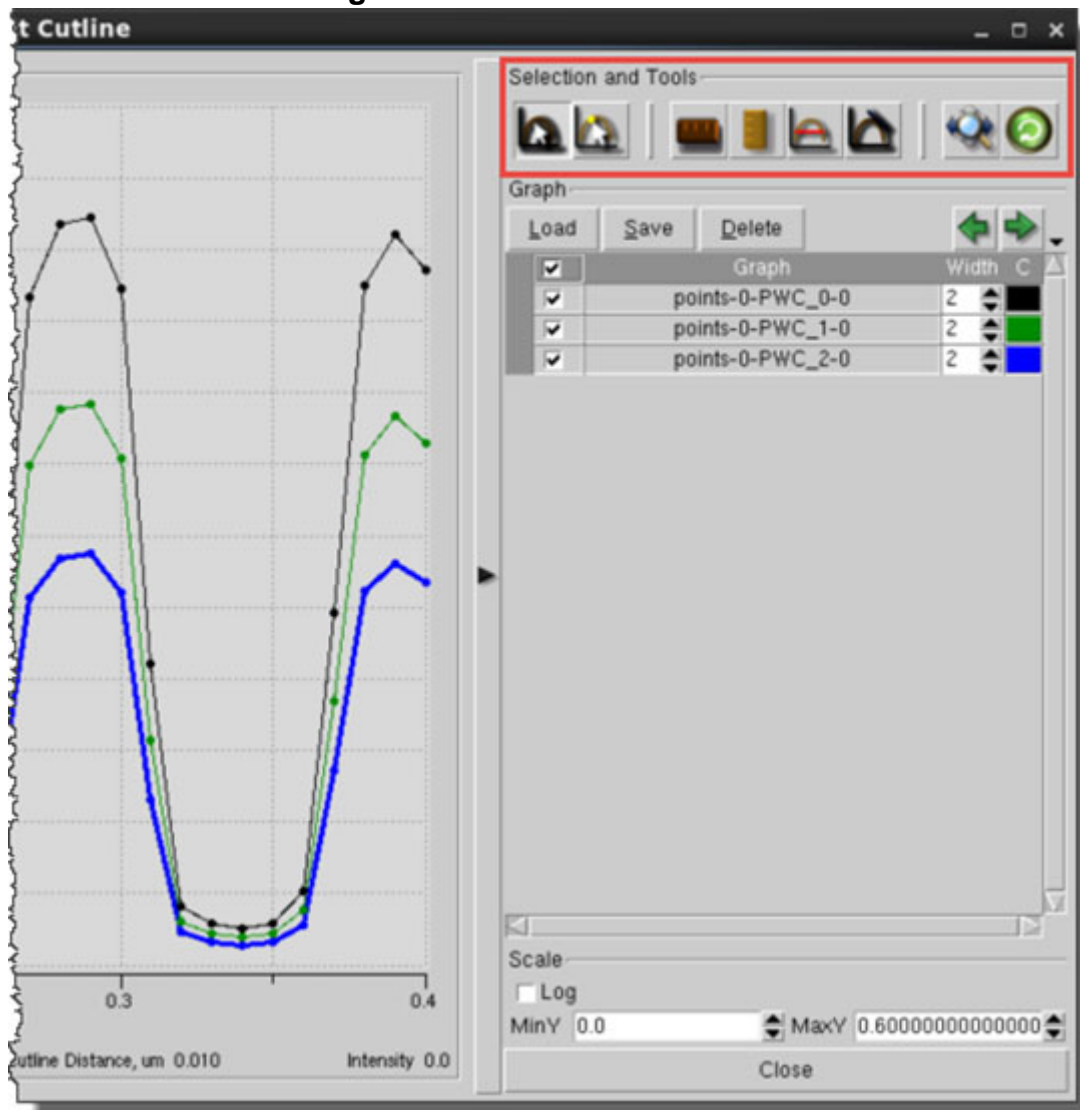 t Cutline
Selection and Tools
Graph
Load Save Delete
Graph Width C
points-0-PWC_0-0 2
points-0-PWC_1-0 2
points-0-PWC_2-0 2
0.3 0.4
utline Distance, um 0.010 Intensity 0.0
Scale
Log
MinY 0.0 MaxY 0.60000000000000
Close